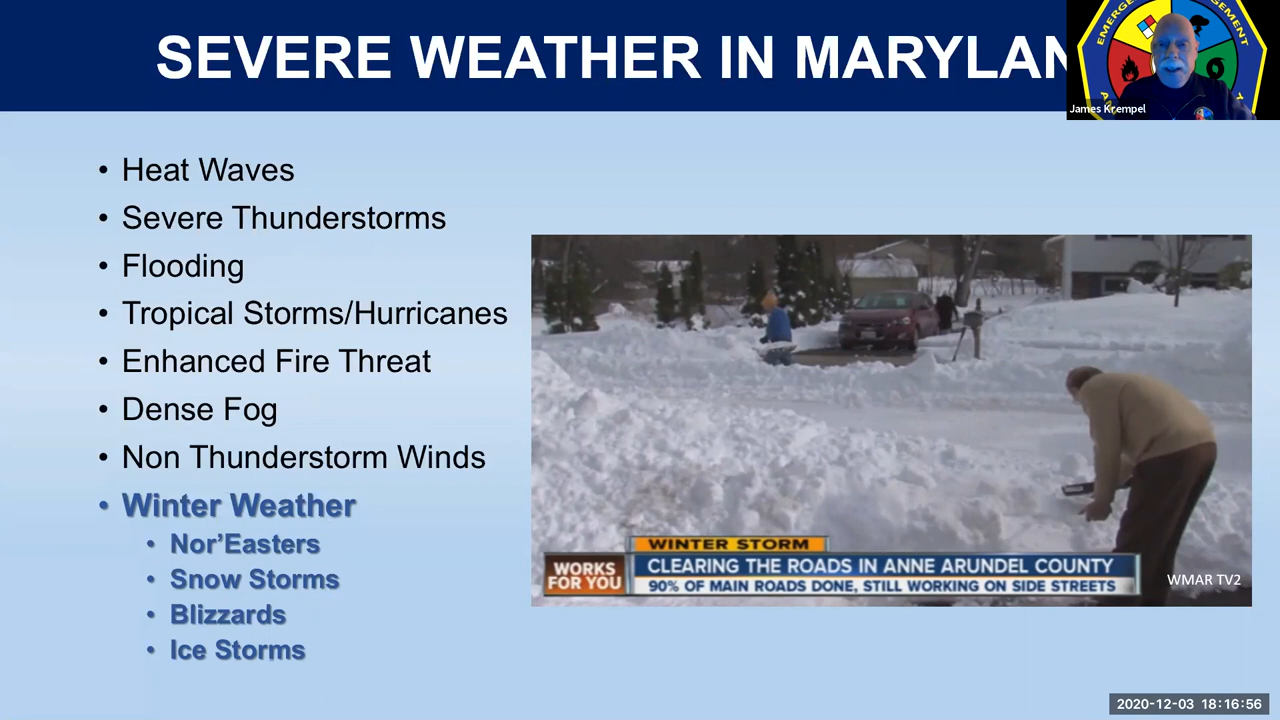 SEVERE WEATHER IN MARYLAN
James Krempel
• Heat Waves
• Severe Thunderstorms
• Flooding
• Tropical Storms/Hurricanes
• Enhanced Fire Threat
• Dense Fog
• Non Thunderstorm Winds
• Winter Weather
• Nor’Easters
• Snow Storms
• Blizzards
• Ice Storms
WINTER STORM
WORKS
FOR YOU
CLEARING THE ROADS IN ANNE ARUNDEL COUNTY
90% OF MAIN ROADS DONE, STILL WORKING ON SIDE STREETS
WMAR TV2
2020-12-03 18:16:56